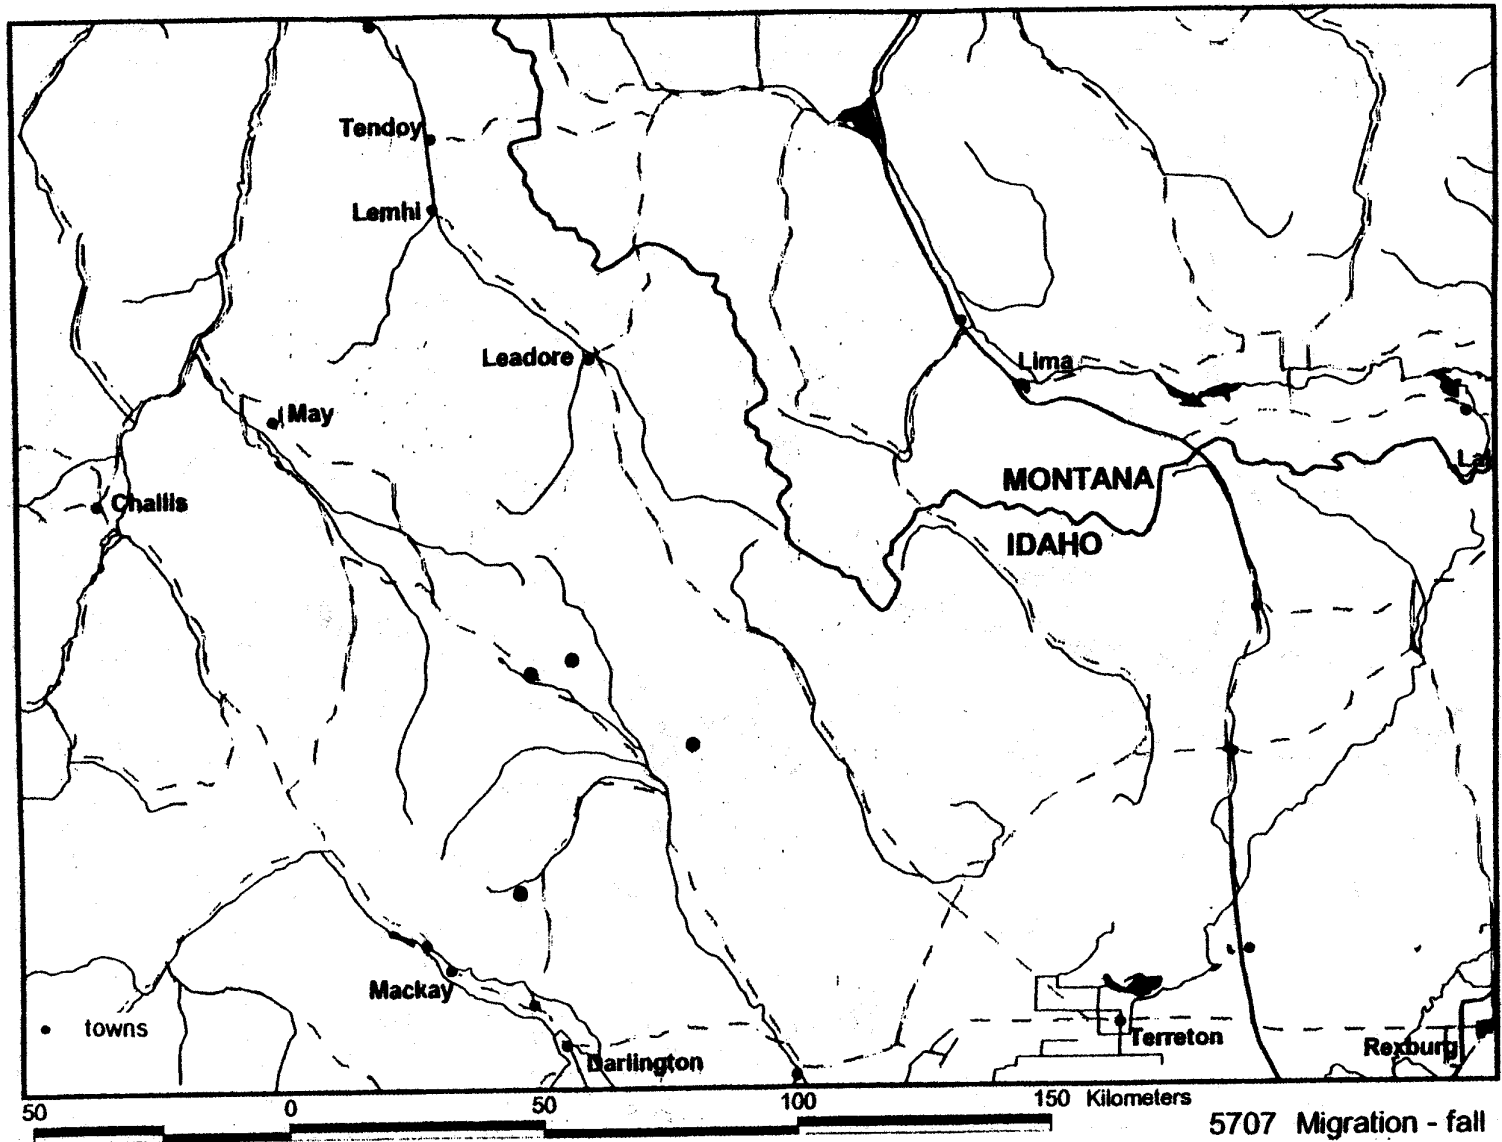 Tendoy
Lemhi
Leadore
Lima
May
MONTANA
La
Challis
IDAHO
Mackay
towns
Terreton
Rexburg
Darlington
50 0 50 100 150 Kilometers
5707 Migration - fall